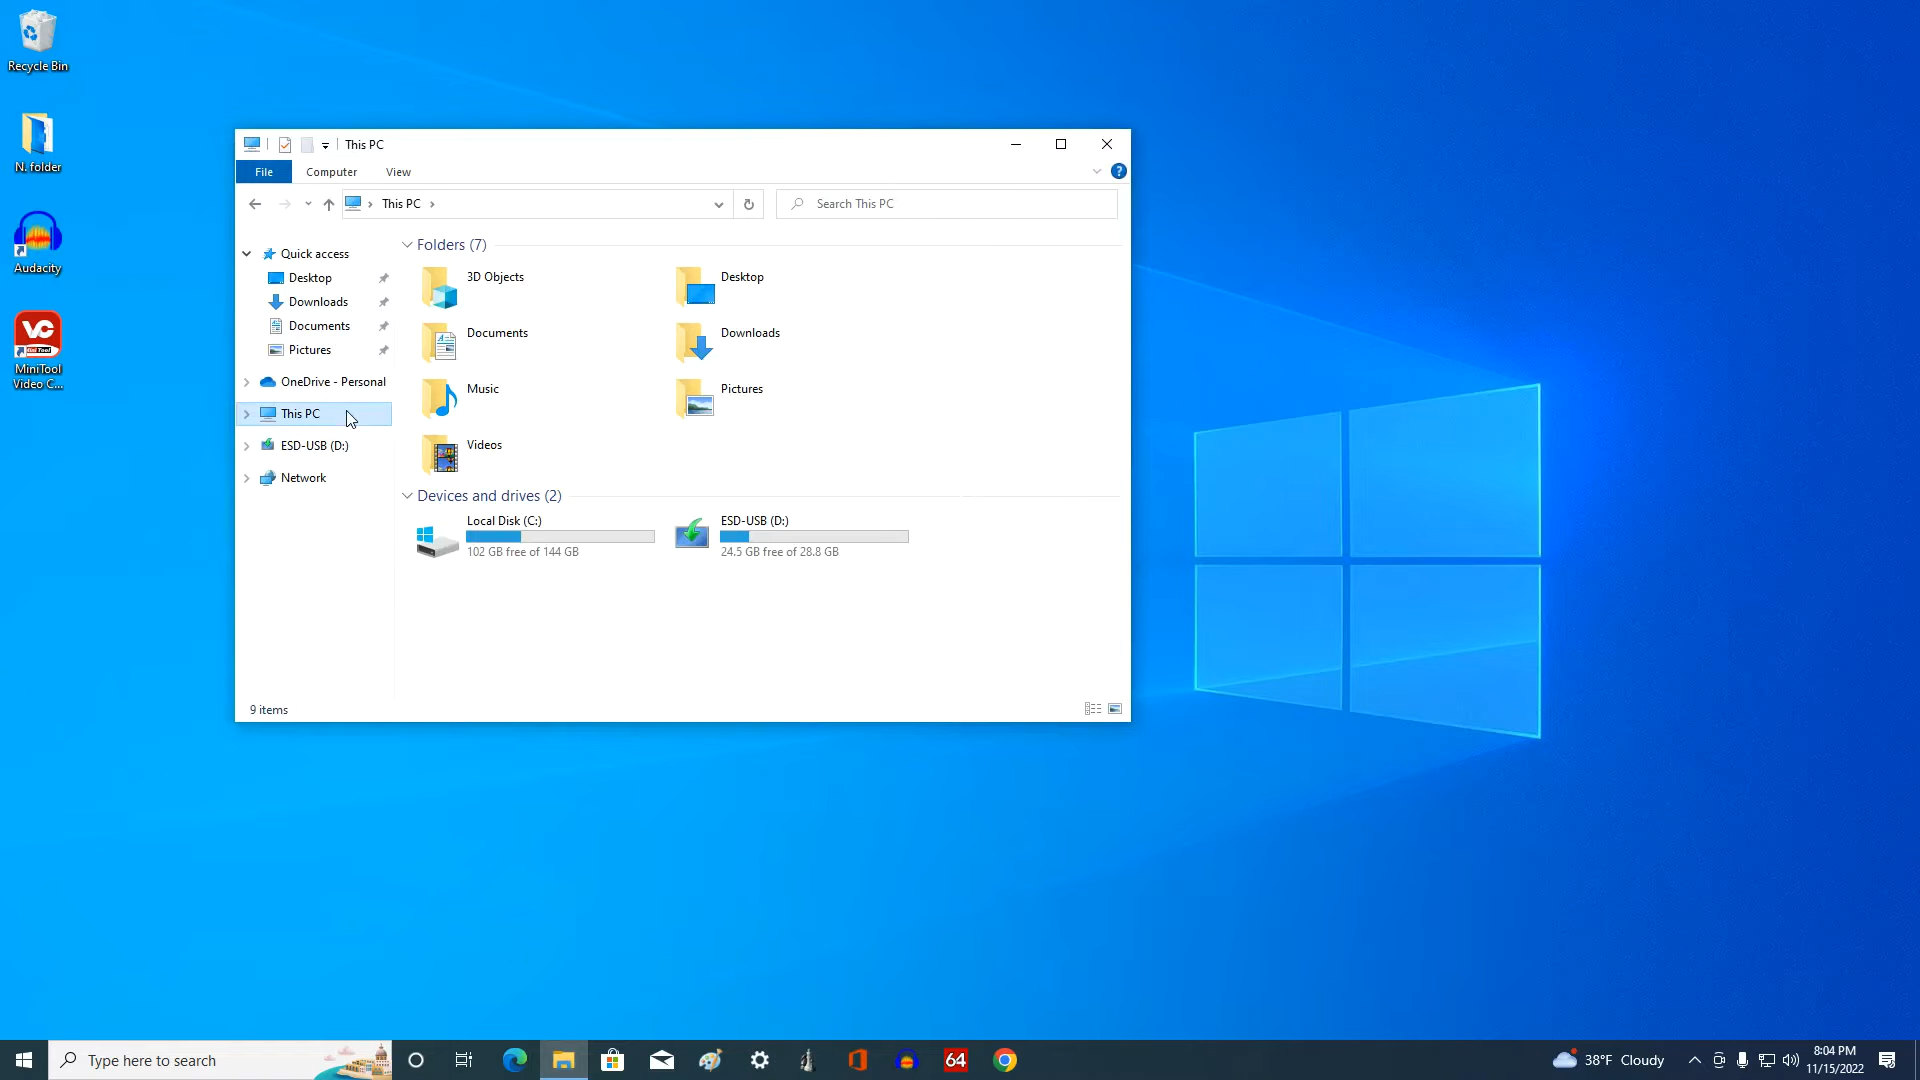 Recycle Bin
N. folder
Audacity
VC
Mini Tool
MiniTool
Video C...
This PC
File
Computer
View
?
This PC
Search This PC
Quick access
Desktop
Downloads
Documents
Pictures
OneDrive - Personal
This PC
ESD-USB (D:)
Network
Folders (7)
3D Objects
Desktop
Documents
Downloads
Music
Pictures
Videos
Devices and drives (2)
Local Disk (C:)
102 GB free of 144 GB
ESD-USB (D:)
24.5 GB free of 28.8 GB
9 items
Type here to search
64
38°F Cloudy
8:04 PM
11/15/2022